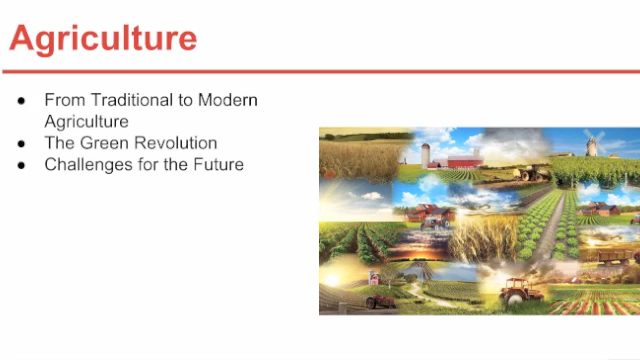 Agriculture
● From Traditional to Modern
Agriculture
● The Green Revolution
● Challenges for the Future